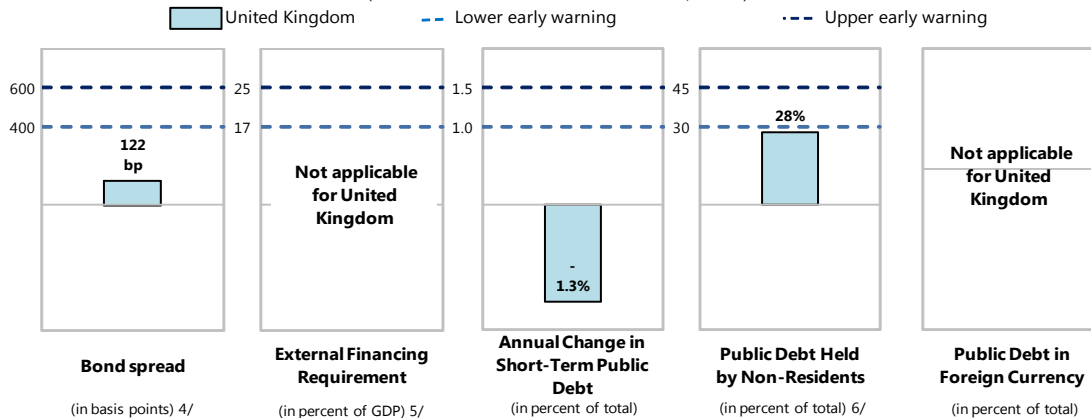 United Kingdom
Lower early warning
Upper early warning
600
400
122
bp
25
17
Not applicable
for United
Kingdom
1.5
1.0
-
1.3%
45
30
28%
Not applicable
for United
Kingdom
Bond spread
(in basis points) 4/
External Financing
Requirement
(in percent of GDP) 5/
Annual Change in
Short-Term Public
Debt
(in percent of total)
Public Debt Held
by Non-Residents
(in percent of total) 6/
Public Debt in
Foreign Currency
(in percent of total)